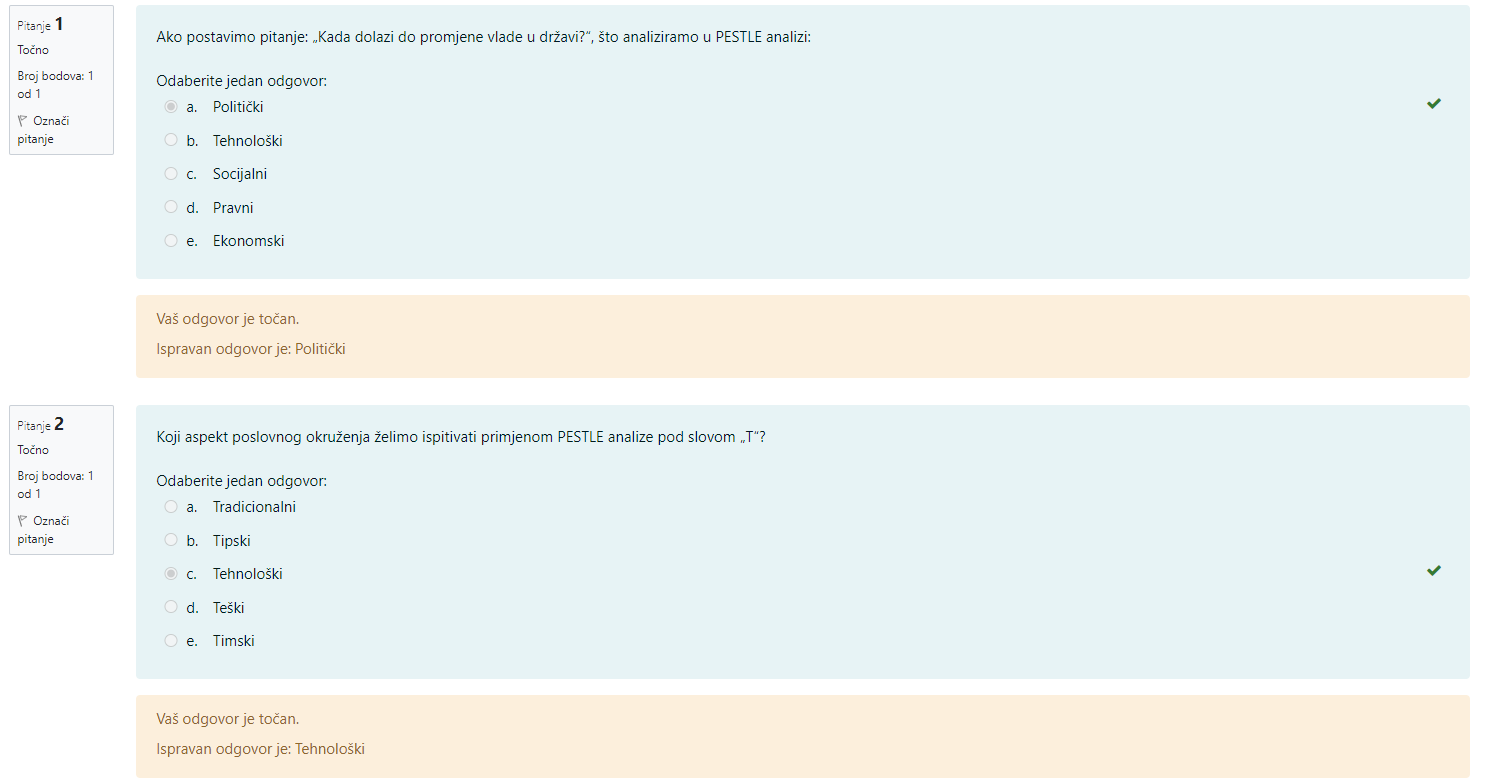 Pitanje 1
Točno
Broj bodova: 1
od 1
Označi
pitanje
Ako postavimo pitanje: „Kada dolazi do promjene vlade u državi?“, što analiziramo u PESTLE analizi:
Odaberite jedan odgovor:
a. Politički
b. Tehnološki
c. Socijalni
d. Pravni
e. Ekonomski
Vaš odgovor je točan.
Ispravan odgovor je: Politički
Pitanje 2
Točno
Broj bodova: 1
od 1
Označi
pitanje
Koji aspekt poslovnog okruženja želimo ispitivati primjenom PESTLE analize pod slovom „T“?
Odaberite jedan odgovor:
a. Tradicionalni
b. Tipski
c. Tehnološki
d. Teški
e. Timski
Vaš odgovor je točan.
Ispravan odgovor je: Tehnološki